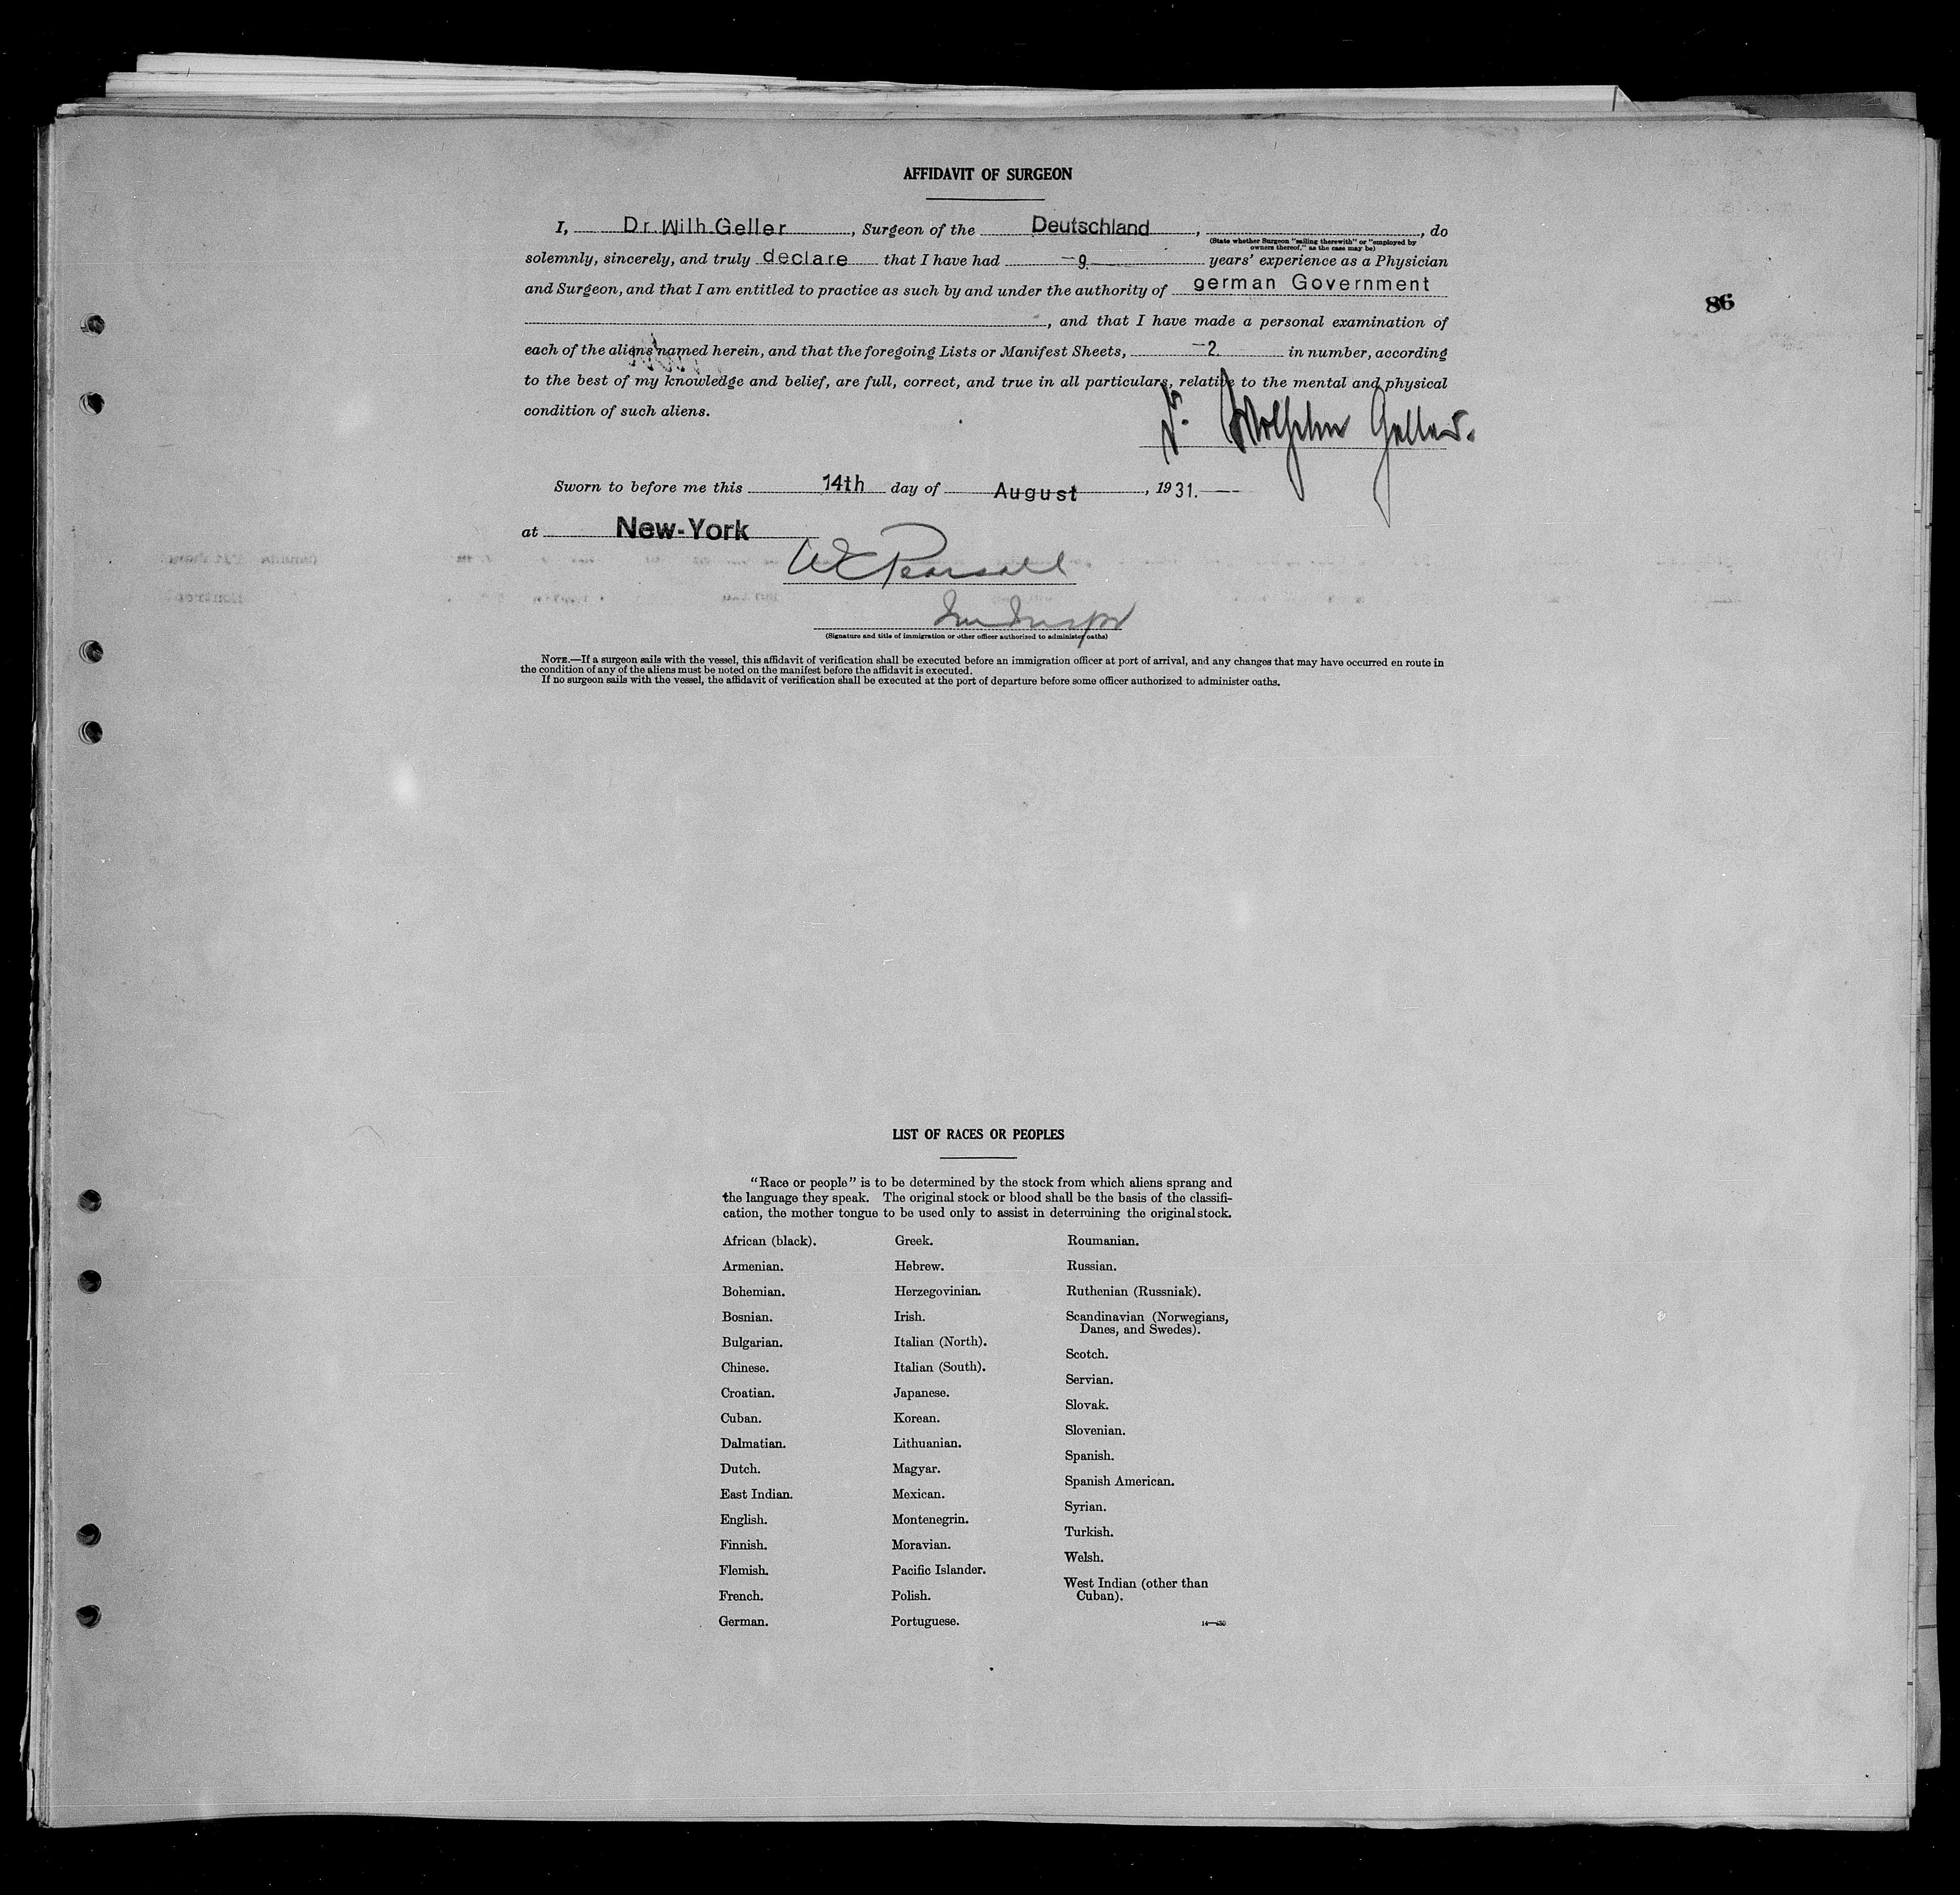 AFFIDAVIT OF SURGEON
I, Dr. Wilh Geller, Surgeon of the Deutschland, , do
(State whether Surgeon "sailing therewith" or "employed by
owners thereof," as the case may be)
solemnly, sincerely, and truly declare that I have had -9- years' experience as a Physician
and Surgeon, and that I am entitled to practice as such by and under the authority of german Government
, and that I have made a personal examination of
86
each of the aliens named herein, and that the foregoing Lists or Manifest Sheets, -2. in number, according
to the best of my knowledge and belief, are full, correct, and true in all particulars, relative to the mental and physical
condition of such aliens.
Dr. Wilhelm Geller.
Sworn to before me this 14th day of August, 1931.
at New-York
W E Pearsall
Imm Inspr
(Signature and title of immigration or other officer authorized to administer oaths)
NOTE.—If a surgeon sails with the vessel, this affidavit of verification shall be executed before an immigration officer at port of arrival, and any changes that may have occurred en route in
the condition of any of the aliens must be noted on the manifest before the affidavit is executed.
If no surgeon sails with the vessel, the affidavit of verification shall be executed at the port of departure before some officer authorized to administer oaths.
LIST OF RACES OR PEOPLES
"Race or people" is to be determined by the stock from which aliens sprang and
the language they speak. The original stock or blood shall be the basis of the classifi-
cation, the mother tongue to be used only to assist in determining the original stock.
African (black).
Armenian.
Bohemian.
Bosnian.
Bulgarian.
Chinese.
Croatian.
Cuban.
Dalmatian.
Dutch.
East Indian.
English.
Finnish.
Flemish.
French.
German.
Greek.
Hebrew.
Herzegovinian.
Irish.
Italian (North).
Italian (South).
Japanese.
Korean.
Lithuanian.
Magyar.
Mexican.
Montenegrin.
Moravian.
Pacific Islander.
Polish.
Portuguese.
Roumanian.
Russian.
Ruthenian (Russniak).
Scandinavian (Norwegians,
Danes, and Swedes).
Scotch.
Servian.
Slovak.
Slovenian.
Spanish.
Spanish American.
Syrian.
Turkish.
Welsh.
West Indian (other than
Cuban).